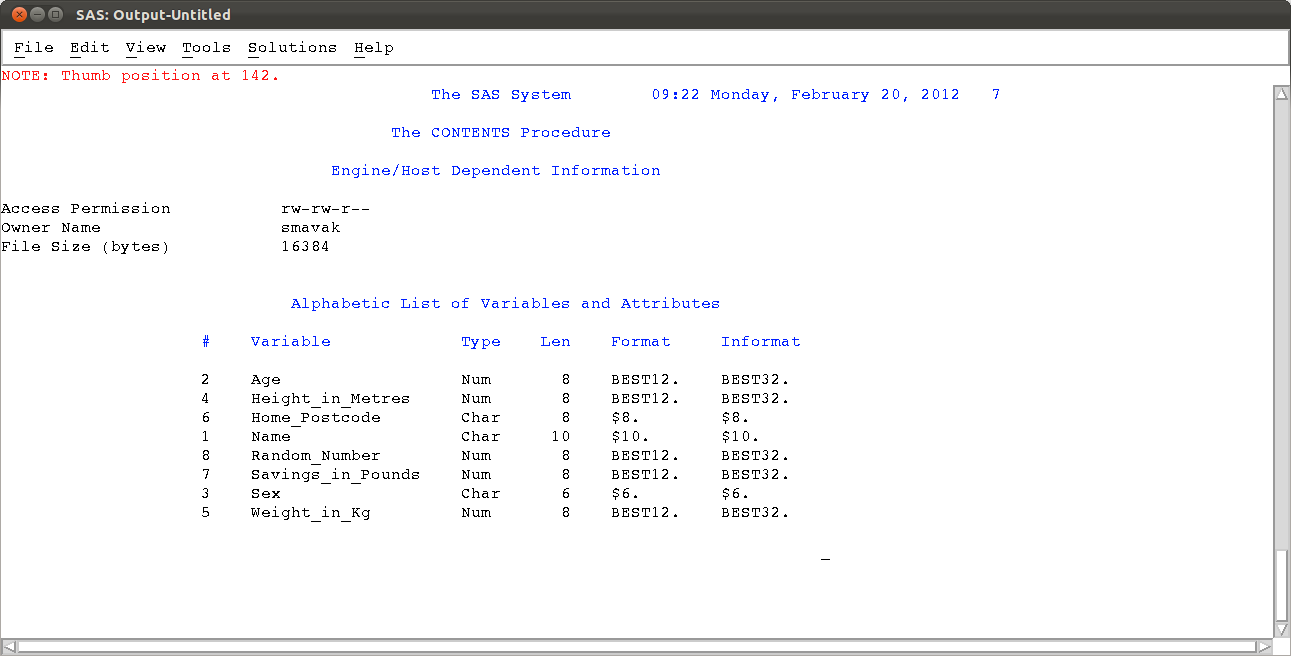 SAS: Output-Untitled
File Edit View Tools Solutions Help
NOTE: Thumb position at 142.
The SAS System 09:22 Monday, February 20, 2012 7
The CONTENTS Procedure
Engine/Host Dependent Information
Access Permission rw-rw-r--
Owner Name smavak
File Size (bytes) 16384
Alphabetic List of Variables and Attributes
# Variable Type Len Format Informat
2 Age Num 8 BEST12. BEST32.
4 Height_in_Metres Num 8 BEST12. BEST32.
6 Home_Postcode Char 8 $8. $8.
1 Name Char 10 $10. $10.
8 Random_Number Num 8 BEST12. BEST32.
7 Savings_in_Pounds Num 8 BEST12. BEST32.
3 Sex Char 6 $6. $6.
5 Weight_in_Kg Num 8 BEST12. BEST32.